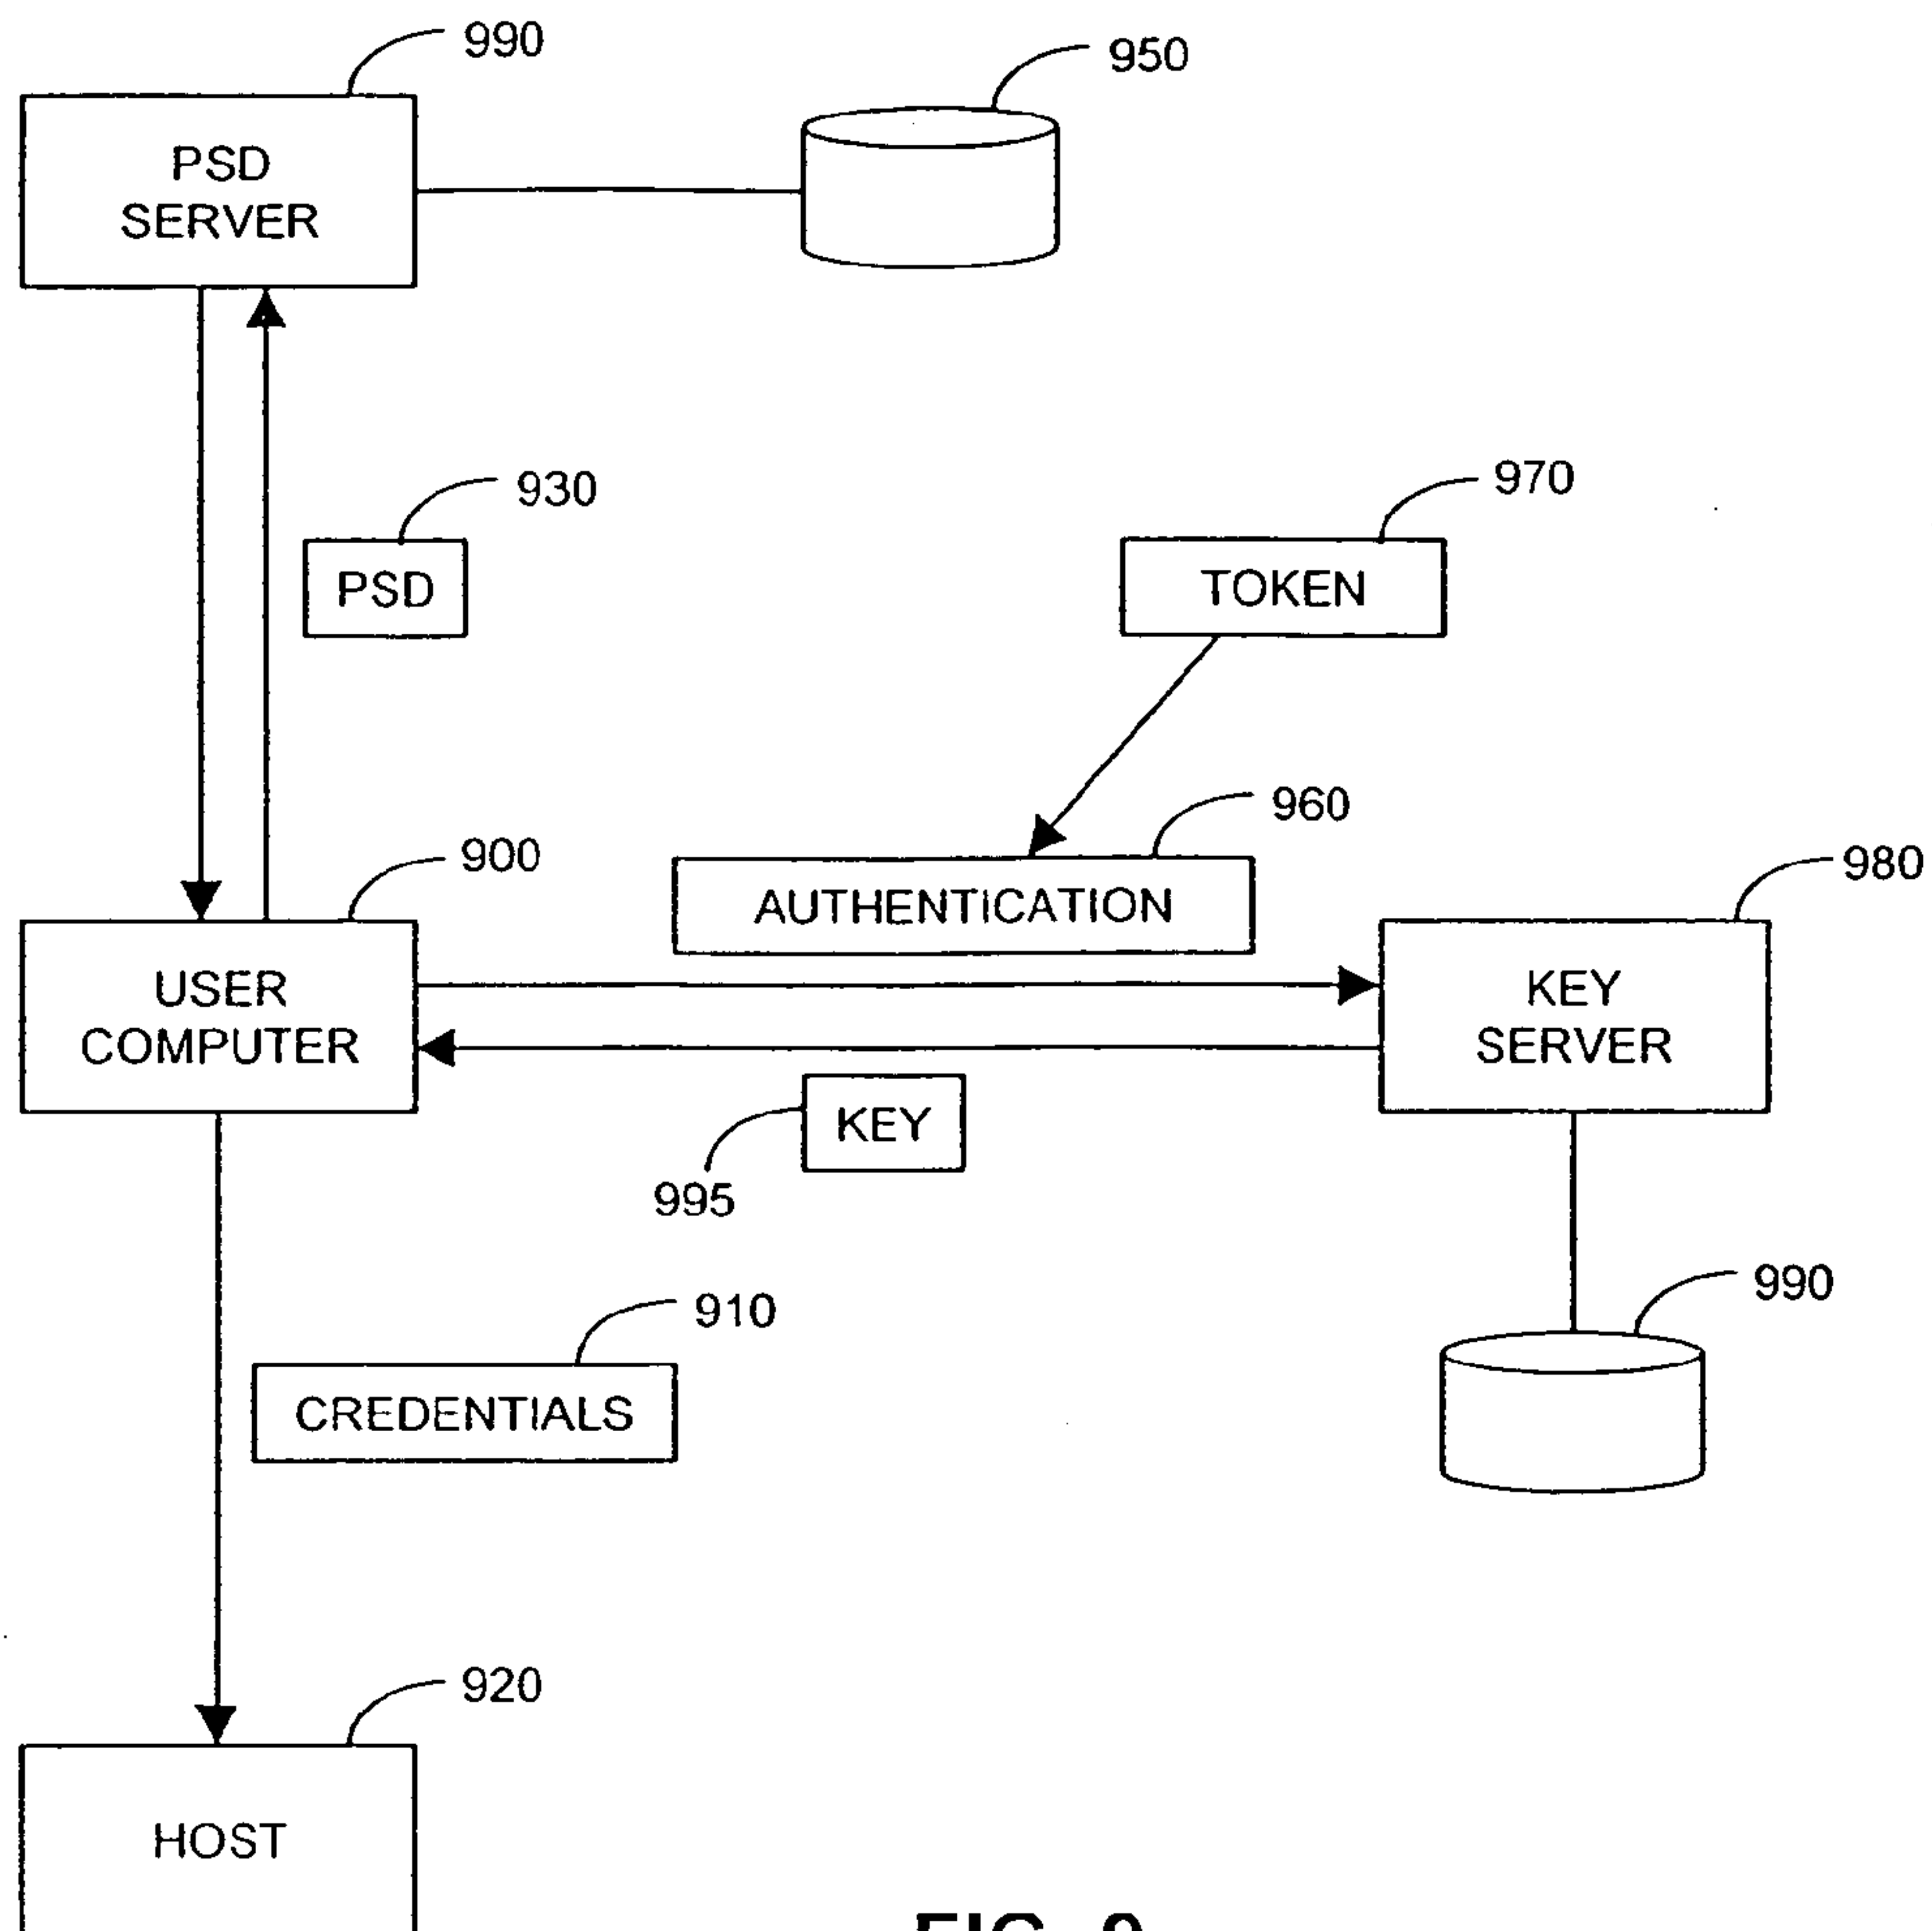 990
950
PSD
SERVER
930
970
PSD
TOKEN
960
900
980
AUTHENTICATION
USER
COMPUTER
KEY
SERVER
KEY
995
990
910
CREDENTIALS
920
HOST